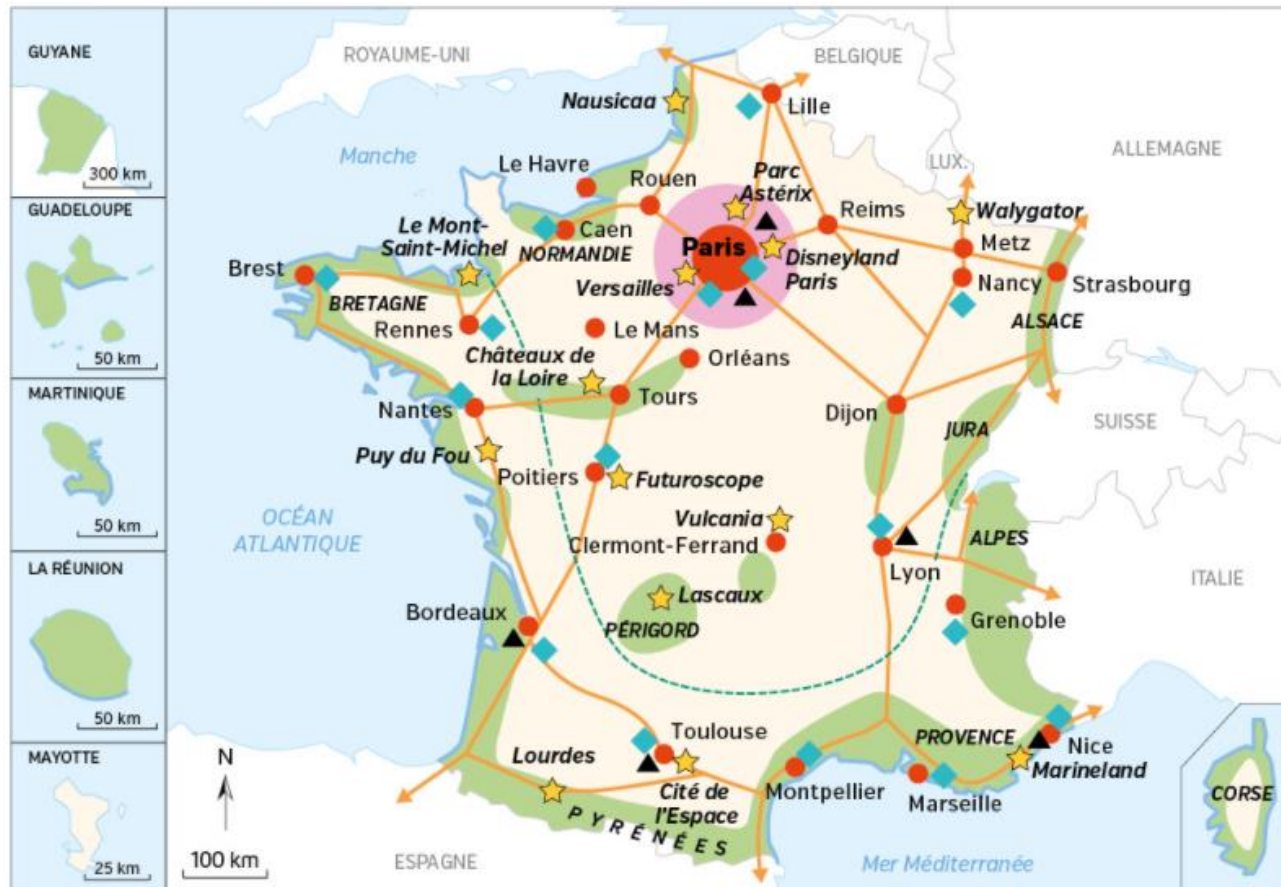 GUYANE
300 km
GUADELOUPE
50 km
MARTINIQUE
50 km
LA RÉUNION
50 km
MAYOTTE
25 km
ROYAUME-UNI
BELGIQUE
Nausicaa
Lille
ALLEMAGNE
Manche
LUX.
Le Havre
Parc
Astérix
Rouen
Reims
Walygator
Le Mont-
Saint-Michel
Caen
NORMANDIE
Paris
Metz
Brest
Disneyland
Paris
Nancy
Strasbourg
Versailles
BRETAGNE
Rennes
Le Mans
ALSACE
Châteaux de
la Loire
Orléans
Nantes
Tours
Dijon
JURA
SUISSE
Puy du Fou
Poitiers
Futuroscope
OCÉAN
ATLANTIQUE
Vulcania
Clermont-Ferrand
ALPES
Lyon
ITALIE
Lascaux
PÉRIGORD
Bordeaux
Grenoble
Toulouse
PROVENCE
Nice
Marineland
N
Lourdes
Cité de
l'Espace
Montpellier
Marseille
CORSE
PYRÉNÉES
100 km
ESPAGNE
Mer Méditerranée